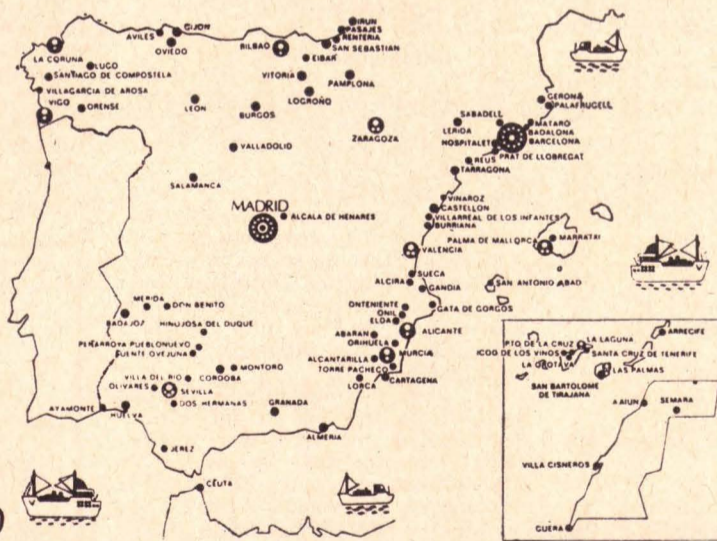 IRUN
PASAJES
RENTERIA
SAN SEBASTIAN
GIJON
AVILES
OVIEDO
BILBAO
EIBAR
LA CORUNA
LUGO
SANTIAGO DE COMPOSTELA
VILLAGARCIA DE AROSA
VIGO
ORENSE
VITORIA
PAMPLONA
LOGROÑO
LEON
BURGOS
ZARAGOZA
GERONA
PALAFRUGELL
SABADELL
LERIDA
MATARÓ
BADALONA
BARCELONA
HOSPITALET
PRAT DE LLOBREGAT
REUS
TARRAGONA
VALLADOLID
SALAMANCA
MADRID
ALCALA DE HENARES
VINAROZ
CASTELLON
VILLARREAL DE LOS INFANTES
BURRIANA
PALMA DE MALLORCA
MARRATXI
VALENCIA
SUECA
ALCIRA
GANDIA
SAN ANTONIO ABAD
MERIDA
DON BENITO
BADAJOZ
HINOJOSA DEL DUQUE
ONTENIENTE
ONIL
ELDA
GATA DE GORGOS
ABARAN
ALICANTE
ORIHUELA
PEÑARROYA PUEBLONUEVO
FUENTE OVEJUNA
ALCANTARILLA
MURCIA
TORRE PACHECO
MONTORO
CORDOBA
VILLA DEL RIO
OLIVARES
SEVILLA
LORCA
CARTAGENA
DOS HERMANAS
GRANADA
AYAMONTE
HUELVA
ALMERIA
JEREZ
CEUTA
ARRECIFE
PTO DE LA CRUZ
LA LAGUNA
ICOD DE LOS VINOS
SANTA CRUZ DE TENERIFE
LA OROTAVA
LAS PALMAS
SAN BARTOLOME
DE TIRAJANA
AAIUN
SEMARA
VILLA CISNEROS
GUERA